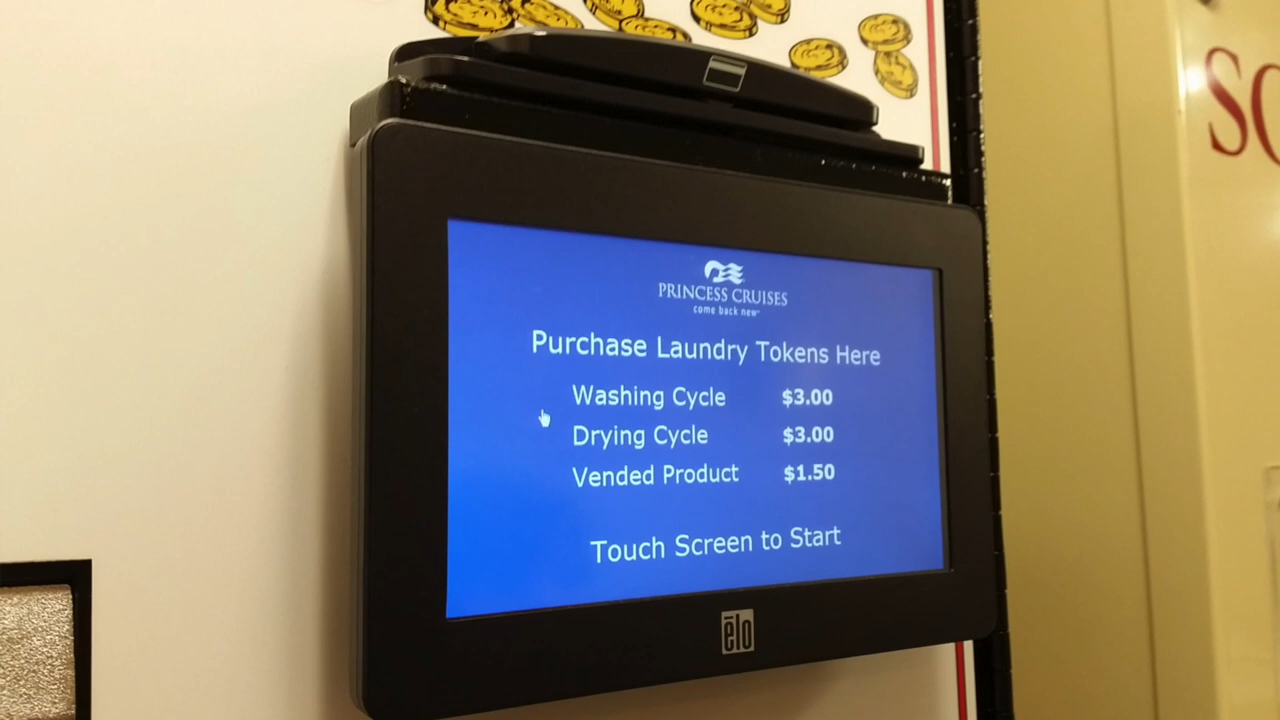 PRINCESS CRUISES
come back new
Purchase Laundry Tokens Here
Washing Cycle $3.00
Drying Cycle $3.00
Vended Product $1.50
Touch Screen to Start
elo